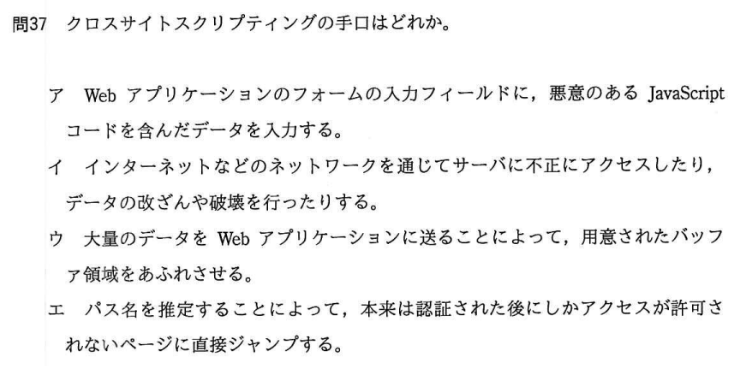 問37 クロスサイトスクリプティングの手口はどれか。
ア Web アプリケーションのフォームの入力フィールドに，悪意のある JavaScript
コードを含んだデータを入力する。
イ インターネットなどのネットワークを通じてサーバに不正にアクセスしたり，
データの改ざんや破壊を行ったりする。
ウ 大量のデータを Web アプリケーションに送ることによって，用意されたバッフ
ァ領域をあふれさせる。
エ パス名を推定することによって，本来は認証された後にしかアクセスが許可さ
れないページに直接ジャンプする。